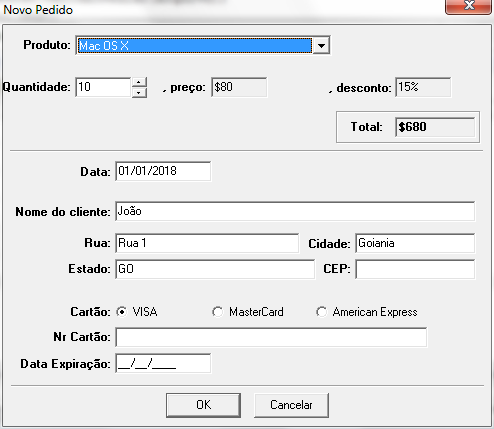 Novo Pedido
Produto: Mac OS X
Quantidade: 10 , preço: $80 , desconto: 15%
Total: $680
Data: 01/01/2018
Nome do cliente: João
Rua: Rua 1 Cidade: Goiania
Estado: GO CEP:
Cartão: VISA MasterCard American Express
Nr Cartão:
Data Expiração: __/__/____
OK Cancelar